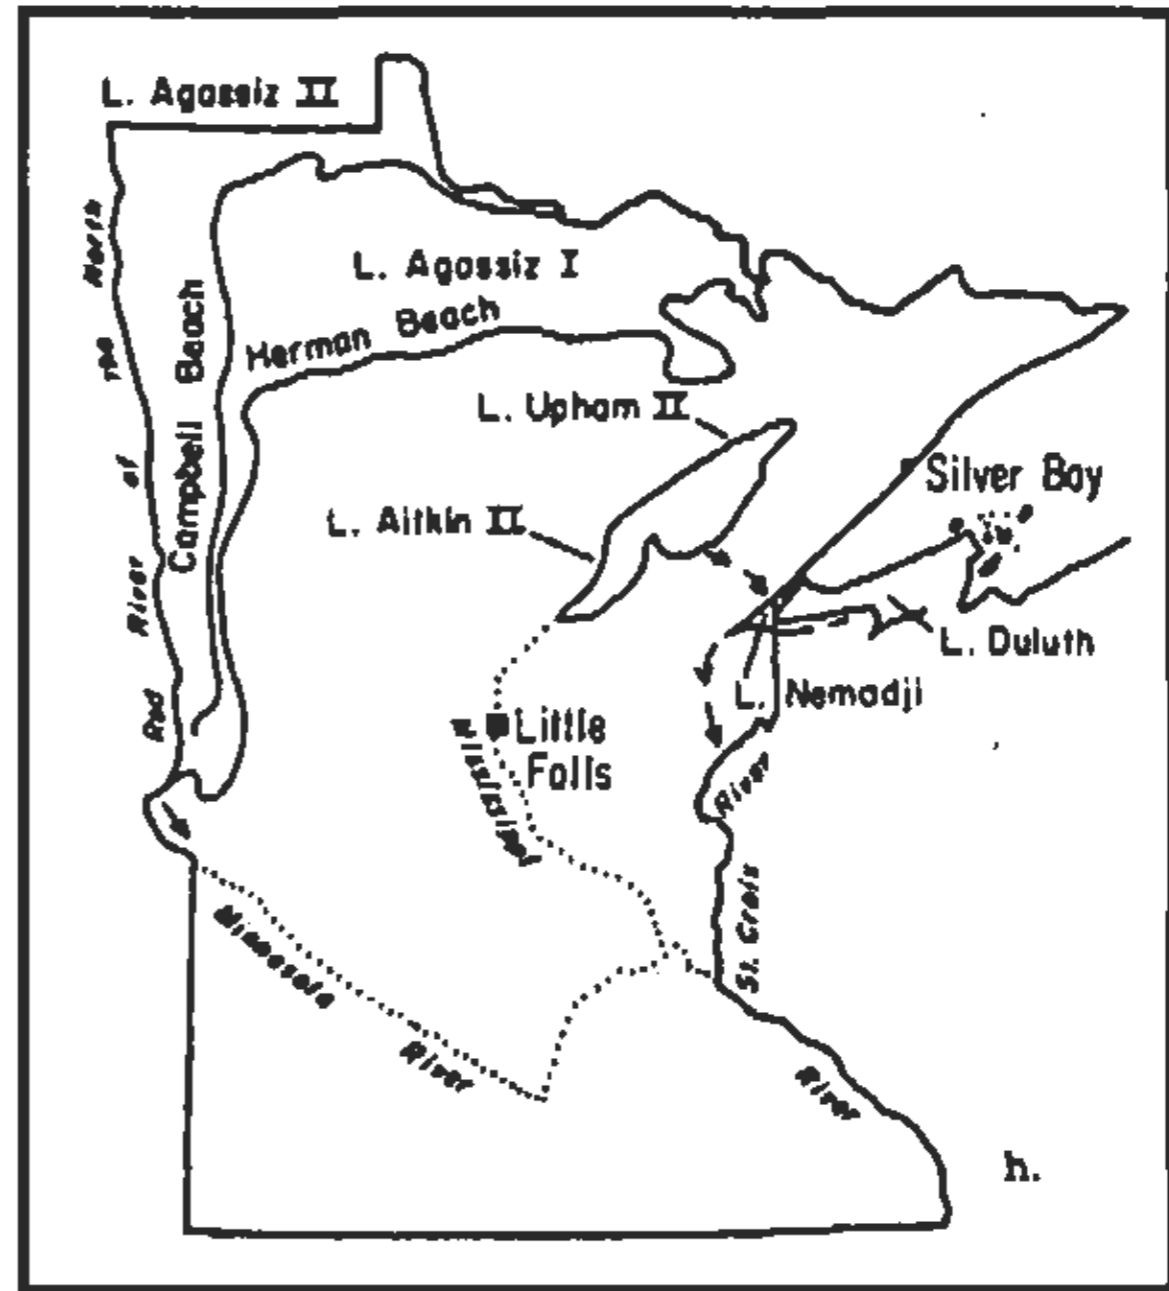 L. Agassiz II
L. Agassiz I
Herman Beach
Campbell Beach
Red River of the North
L. Upham II
Silver Bay
L. Aitkin II
L. Duluth
L. Nemadji
Little
Falls
Mississippi
River
St. Croix
Minnesota
River
River
h.